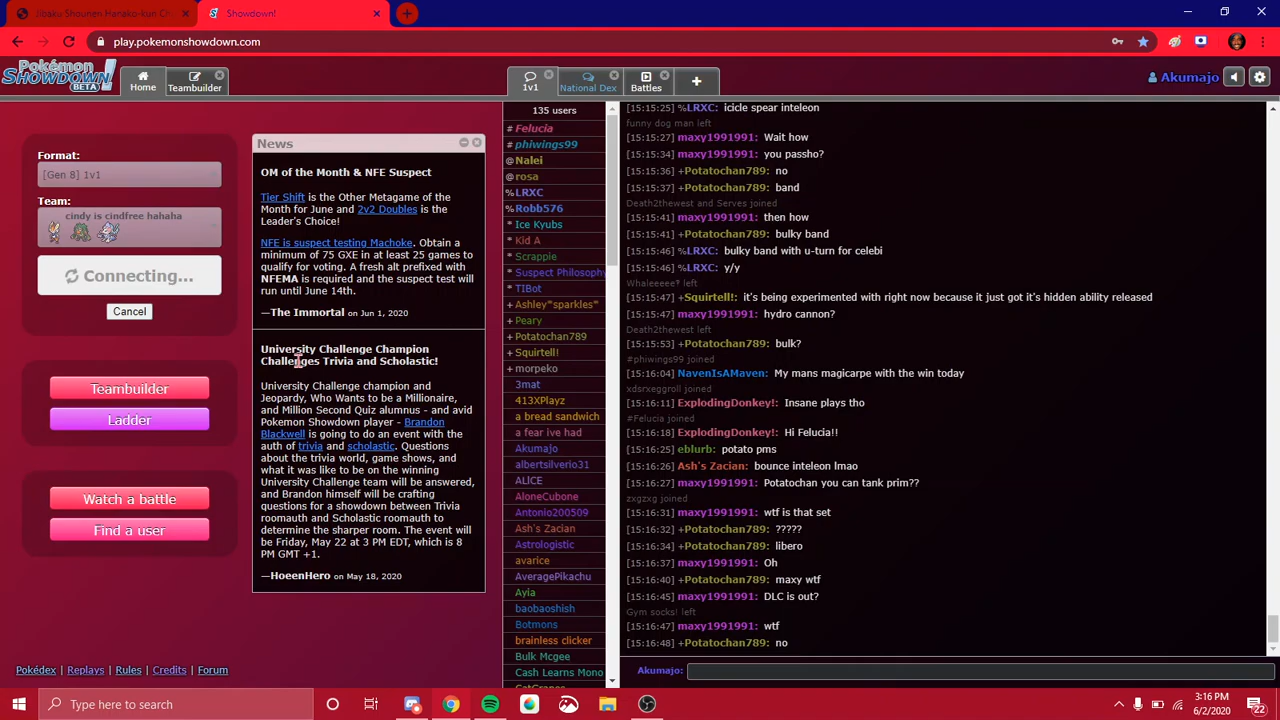 Jibaku Shounen Hanako-kun Ch
Showdown!
play.pokemonshowdown.com
Pokémon
SHOWDOWN!
BETA
Home
Teambuilder
1v1
National Dex
Battles
Akumajo
Format:
[Gen 8] 1v1
Team:
cindy is cindfree hahaha
Connecting...
Cancel
Teambuilder
Ladder
Watch a battle
Find a user
Pokédex | Replays | Rules | Credits | Forum
News
OM of the Month & NFE Suspect
Tier Shift is the Other Metagame of the
Month for June and 2v2 Doubles is the
Leader's Choice!
NFE is suspect testing Machoke. Obtain a
minimum of 75 GXE in at least 25 games to
qualify for voting. A fresh alt prefixed with
NFEMA is required and the suspect test will
run until June 14th.
—The Immortal on Jun 1, 2020
University Challenge Champion
Challenges Trivia and Scholastic!
University Challenge champion and
Jeopardy, Who Wants to be a Millionaire,
and Million Second Quiz alumnus - and avid
Pokemon Showdown player - Brandon
Blackwell is going to do an event with the
auth of trivia and scholastic. Questions
about the trivia world, game shows, and
what it was like to be on the winning
University Challenge team will be answered,
and Brandon himself will be crafting
questions for a showdown between Trivia
roomauth and Scholastic roomauth to
determine the sharper room. The event will
be Friday, May 22 at 3 PM EDT, which is 8
PM GMT +1.
—HoeenHero on May 18, 2020
135 users
# Felucia
# phiwings99
@ Nalei
@ rosa
% LRXC
% Robb576
* Ice Kyubs
* Kid A
* Scrappie
* Suspect Philosophy
* TIBot
+ Ashley*sparkles*
+ Peary
+ Potatochan789
+ Squirtell!
+ morpeko
3mat
413XPlayz
a bread sandwich
a fear ive had
Akumajo
albertsilverio31
ALICE
AloneCubone
Antonio200509
Ash's Zacian
Astrologistic
avarice
AveragePikachu
Ayia
baobaoshish
Botmons
brainless clicker
Bulk Mcgee
Cash Learns Mono
[15:15:25] %LRXC: icicle spear inteleon
funny dog man left
[15:15:27] maxy1991991: Wait how
[15:15:34] maxy1991991: you passho?
[15:15:36] +Potatochan789: no
[15:15:37] +Potatochan789: band
Death2thewest and Serves joined
[15:15:41] maxy1991991: then how
[15:15:41] +Potatochan789: bulky band
[15:15:46] %LRXC: bulky band with u-turn for celebi
[15:15:46] %LRXC: y/y
Whaleeeee? left
[15:15:47] +Squirtell!: it's being experimented with right now because it just got it's hidden ability released
[15:15:47] maxy1991991: hydro cannon?
Death2thewest left
[15:15:53] +Potatochan789: bulk?
#phiwings99 joined
[15:16:04] NavenIsAMaven: My mans magicarpe with the win today
xdsrxeggroll joined
[15:16:11] ExplodingDonkey!: Insane plays tho
#Felucia joined
[15:16:18] ExplodingDonkey!: Hi Felucia!!
[15:16:25] eblurb: potato pms
[15:16:26] Ash's Zacian: bounce inteleon lmao
[15:16:27] maxy1991991: Potatochan you can tank prim??
zxgzxg joined
[15:16:31] maxy1991991: wtf is that set
[15:16:32] +Potatochan789: ?????
[15:16:34] +Potatochan789: libero
[15:16:37] maxy1991991: Oh
[15:16:40] +Potatochan789: maxy wtf
[15:16:45] maxy1991991: DLC is out?
Gym socks! left
[15:16:47] maxy1991991: wtf
[15:16:48] +Potatochan789: no
Akumajo:
Type here to search
3:16 PM
6/2/2020
22